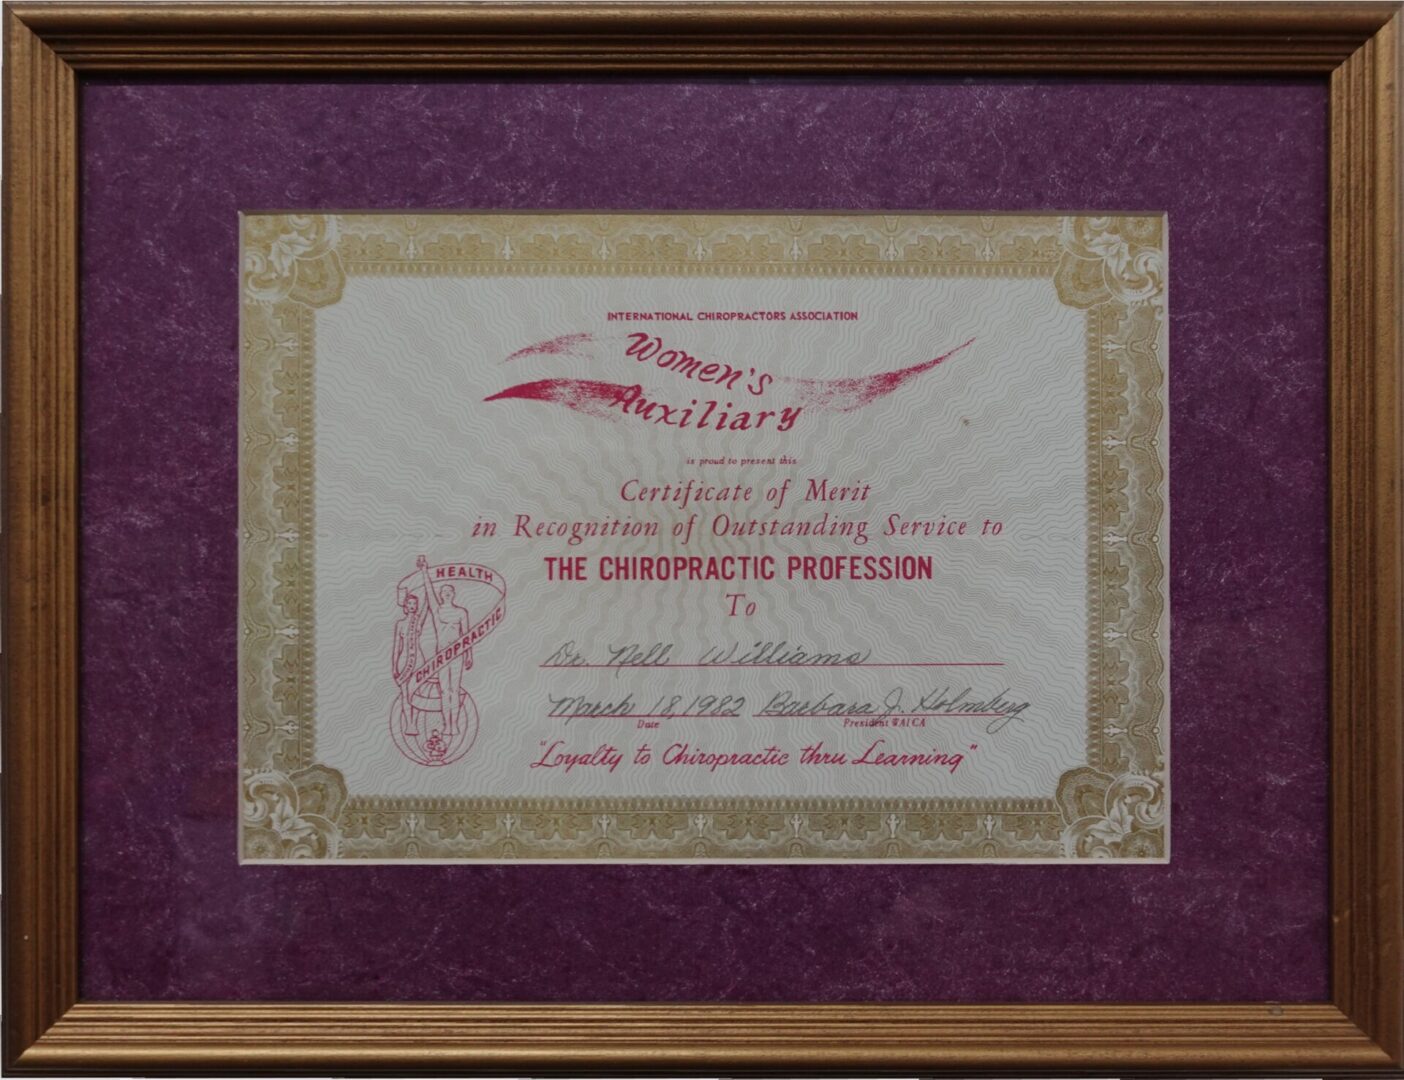 INTERNATIONAL CHIROPRACTORS ASSOCIATION
Women's
Auxiliary
is proud to present this
Certificate of Merit
in Recognition of Outstanding Service to
THE CHIROPRACTIC PROFESSION
To
HEALTH
CHIROPRACTIC
Dr. Nell Williams
March 18, 1982 Barbara J. Holmberg
Date President WAICA
"Loyalty to Chiropractic thru Learning"